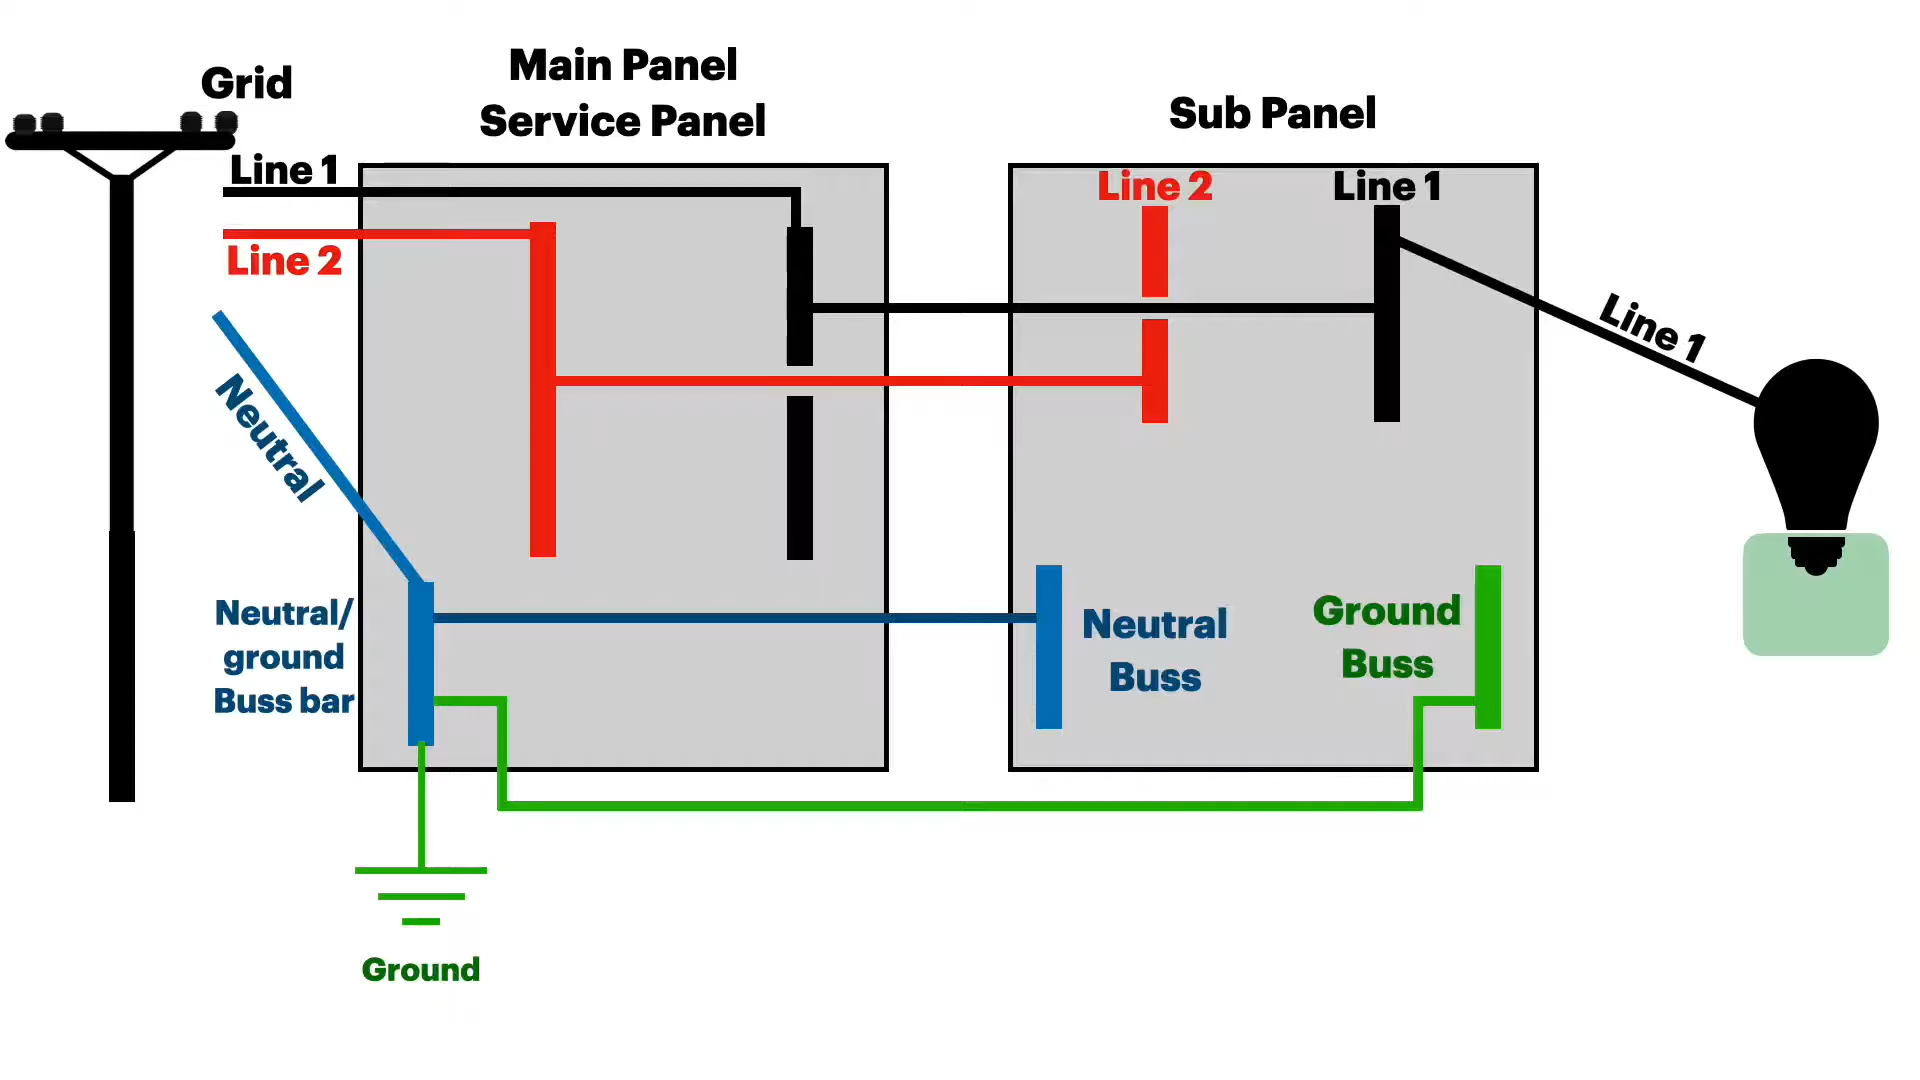 Grid
Main Panel
Service Panel
Sub Panel
Line 1
Line 2
Neutral
Neutral/
ground
Buss bar
Ground
Line 2
Line 1
Neutral
Buss
Ground
Buss
Line 1